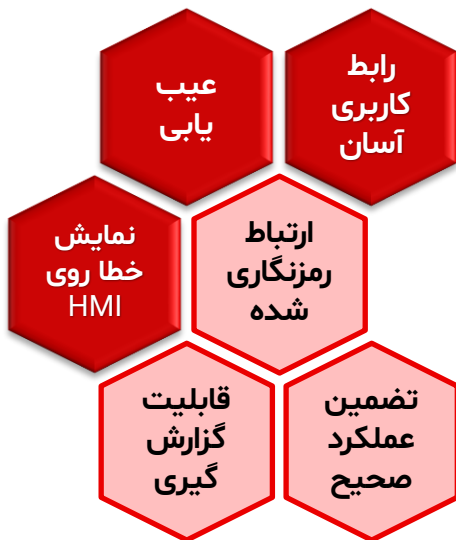 رابط
کاربری
آسان
عیب
یابی
ارتباط
رمزنگاری
شده
نمایش
خطا روی
HMI
تضمین
عملکرد
صحیح
قابلیت
گزارش
گیری